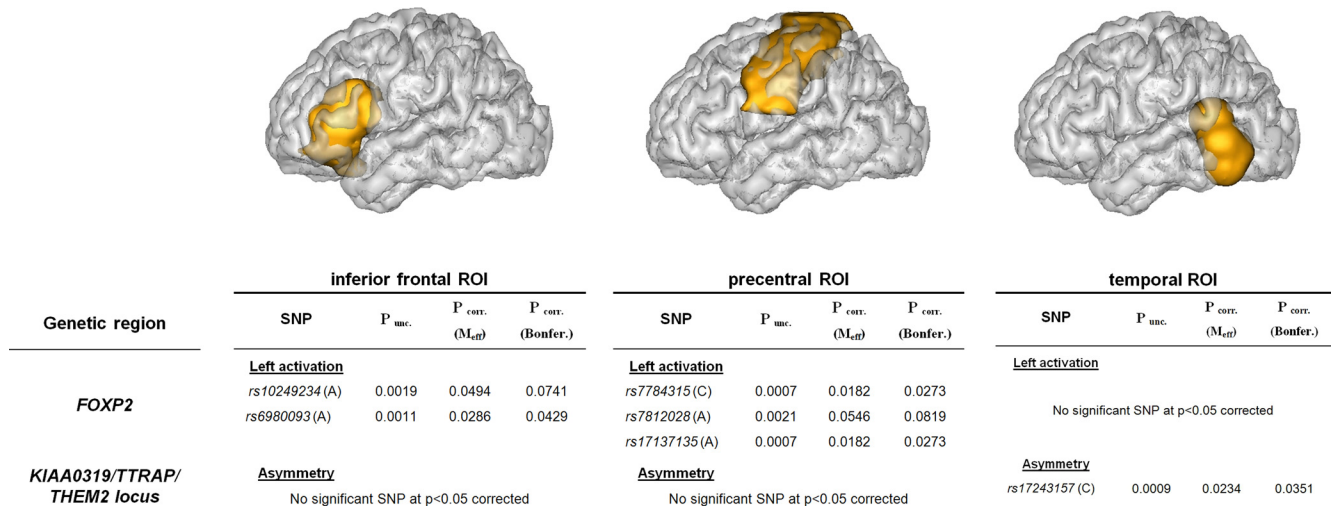 inferior frontal ROI precentral ROI temporal ROI
Genetic region SNP P unc. P corr. (Meff) P corr. (Bonfer.) SNP P unc. P corr. (Meff) P corr. (Bonfer.) SNP P unc. P corr. (Meff) P corr. (Bonfer.)
Left activation Left activation Left activation
FOXP2
rs10249234 (A) 0.0019 0.0494 0.0741 rs7784315 (C) 0.0007 0.0182 0.0273
rs6980093 (A) 0.0011 0.0286 0.0429 rs7812028 (A) 0.0021 0.0546 0.0819 No significant SNP at p<0.05 corrected
rs17137135 (A) 0.0007 0.0182 0.0273
KIAA0319/TTRAP/
THEM2 locus
Asymmetry Asymmetry Asymmetry
No significant SNP at p<0.05 corrected No significant SNP at p<0.05 corrected rs17243157 (C) 0.0009 0.0234 0.0351